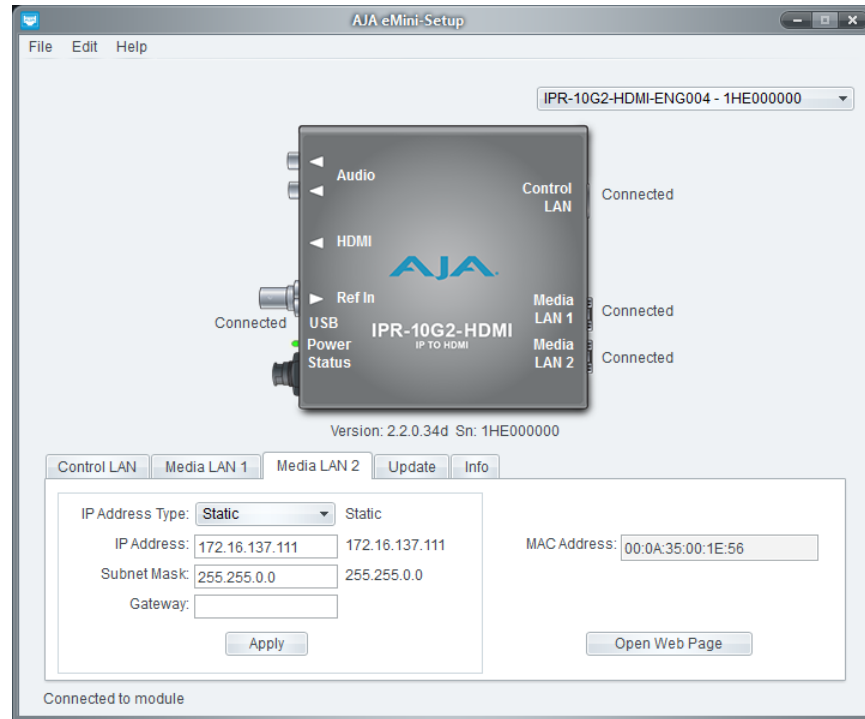 AJA eMini-Setup
File Edit Help
IPR-10G2-HDMI-ENG004 - 1HE000000
Audio
Control
LAN
Connected
HDMI
AJA
Ref In
Connected
USB
Media
LAN 1
Connected
IPR-10G2-HDMI
IP TO HDMI
Power
Status
Media
LAN 2
Connected
Version: 2.2.0.34d Sn: 1HE000000
Control LAN Media LAN 1 Media LAN 2 Update Info
IP Address Type: Static Static
IP Address: 172.16.137.111 172.16.137.111
MAC Address: 00:0A:35:00:1E:56
Subnet Mask: 255.255.0.0 255.255.0.0
Gateway:
Apply
Open Web Page
Connected to module